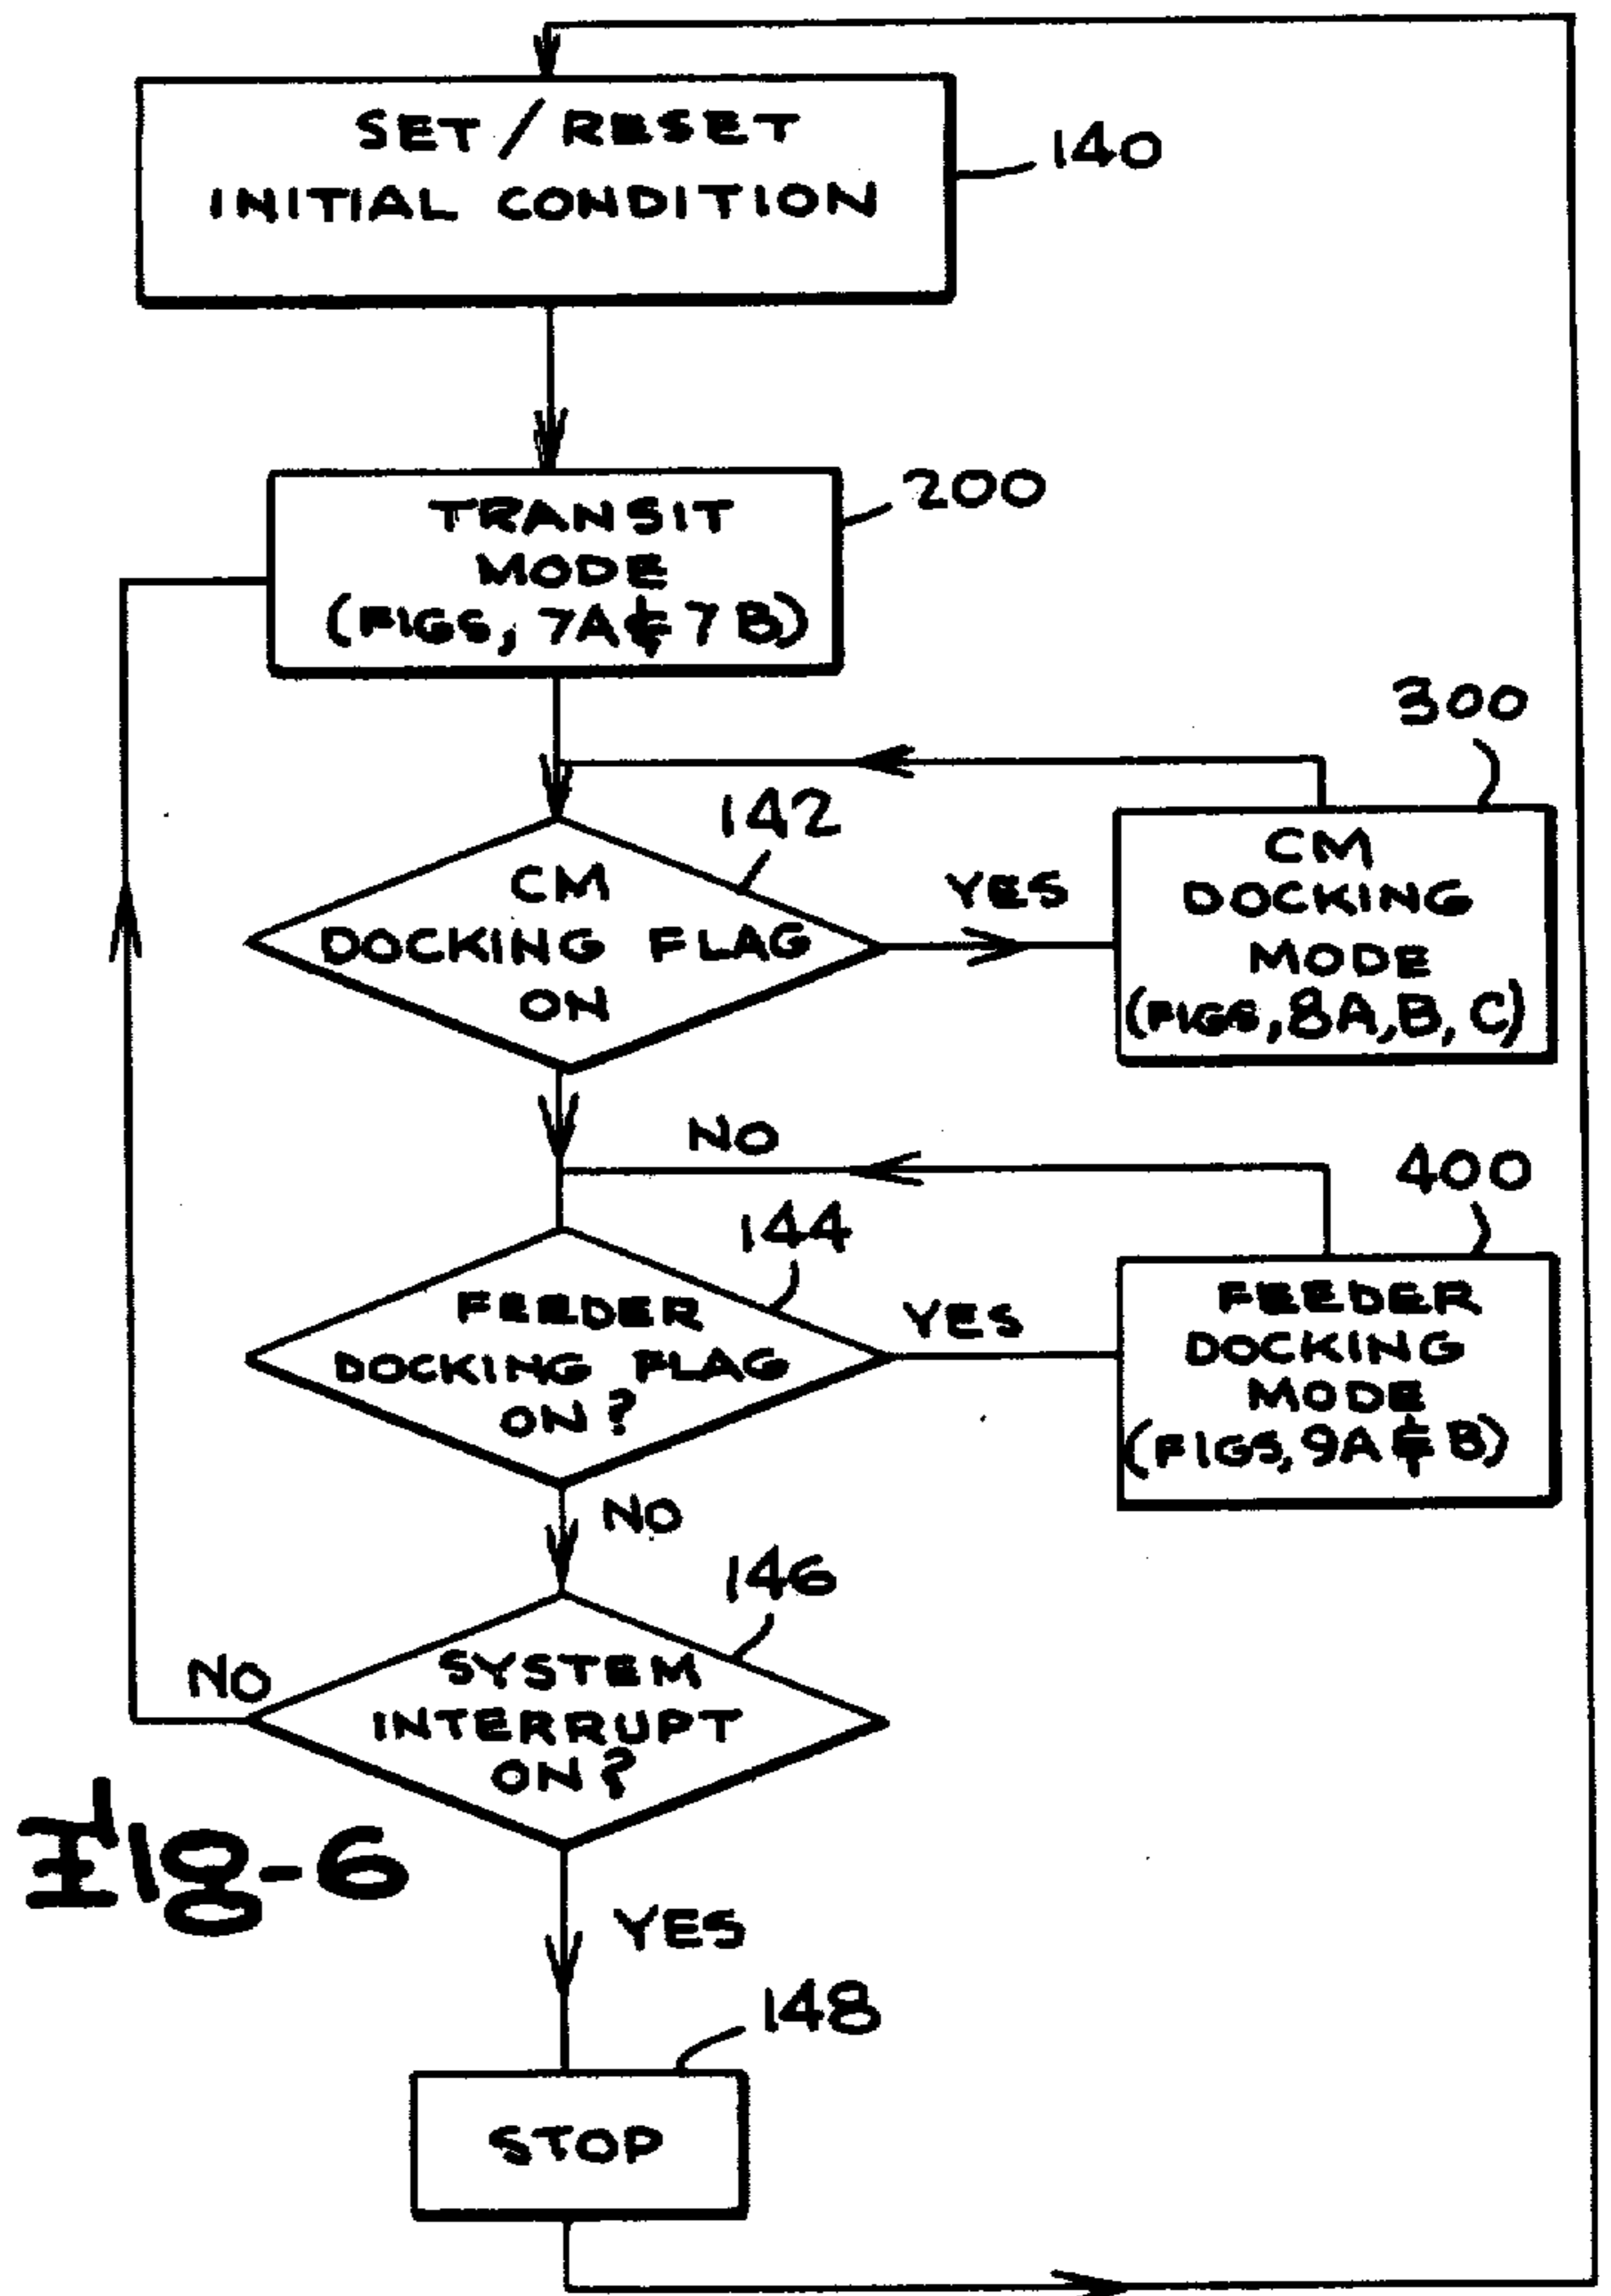 SET/RESET
INITIAL CONDITION
140
TRANSIT
MODE
(FIGS, 7A & 7B)
200
300
142
CM
DOCKING FLAG
ON
YES
CM
DOCKING
MODE
(FIGS, 8A, B, C)
NO
400
144
FEEDER
DOCKING FLAG
ON?
YES
FEEDER
DOCKING
MODE
(FIGS, 9A & B)
NO
146
SYSTEM
INTERRUPT
ON?
NO
Fig-6
YES
148
STOP